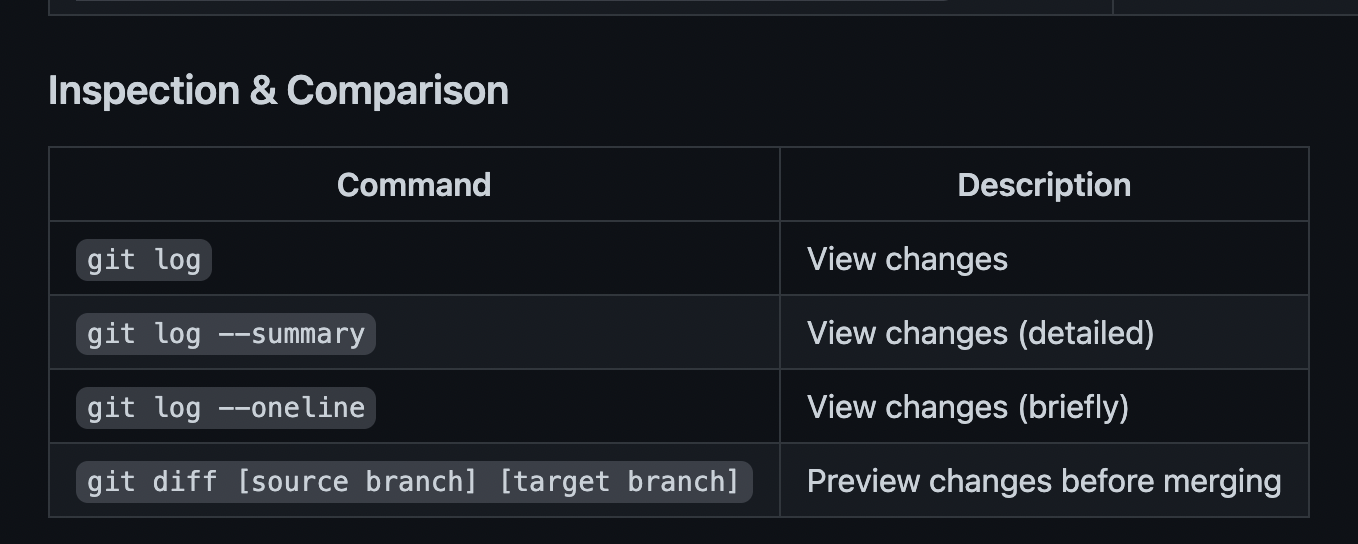 Inspection & Comparison
Command Description
git log View changes
git log --summary View changes (detailed)
git log --oneline View changes (briefly)
git diff [source branch] [target branch] Preview changes before merging